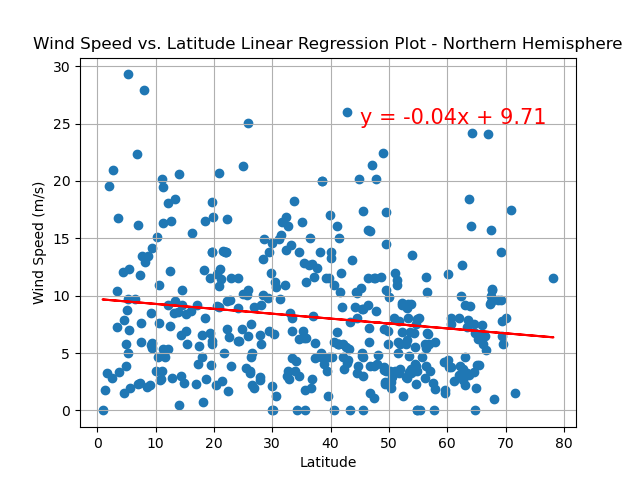 Wind Speed vs. Latitude Linear Regression Plot - Northern Hemisphere
30
25
20
15
10
5
0
Wind Speed (m/s)
y = -0.04x + 9.71
0 10 20 30 40 50 60 70 80
Latitude